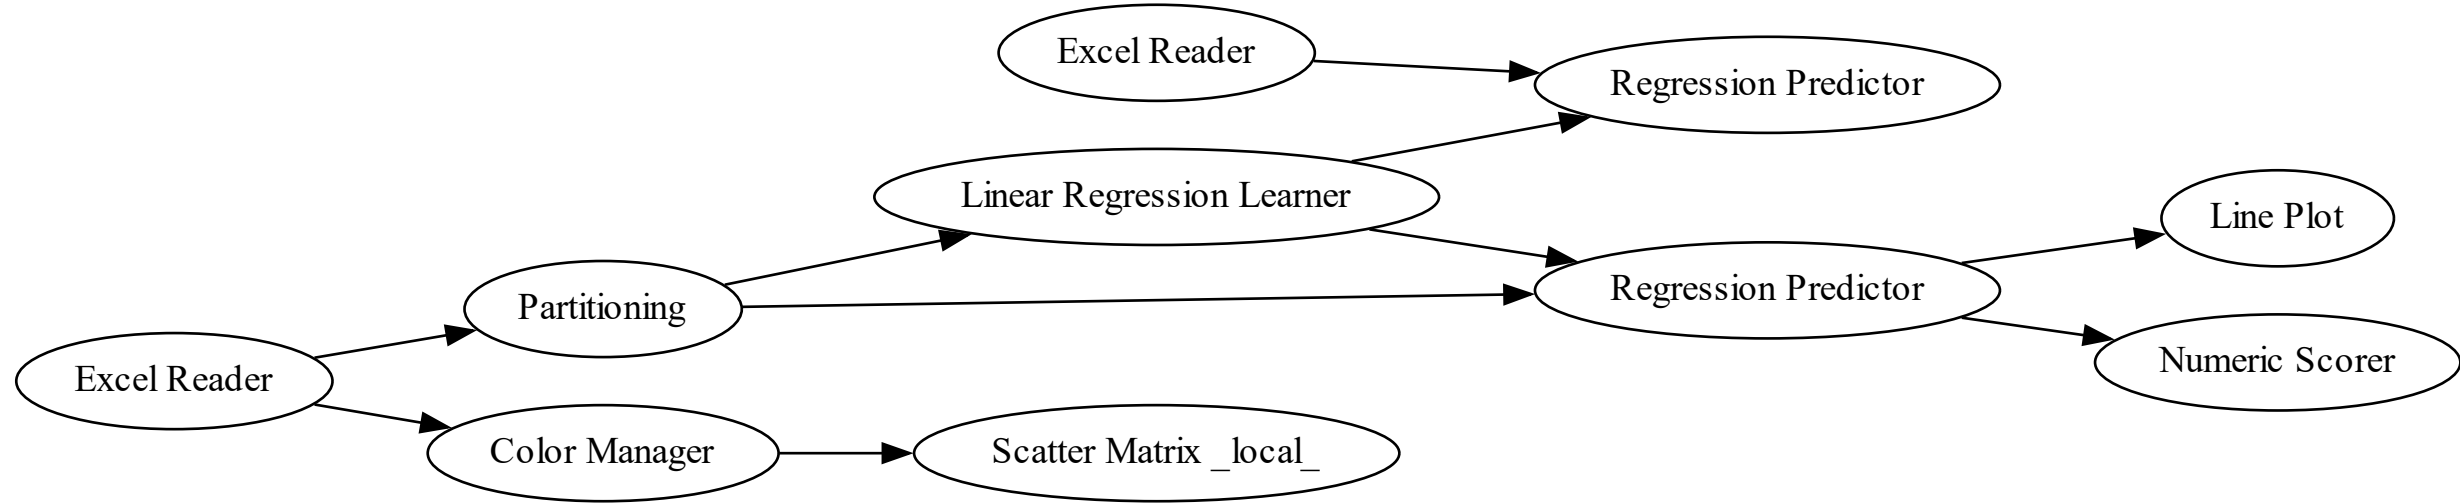 Excel Reader
Regression Predictor
Linear Regression Learner
Line Plot
Partitioning
Regression Predictor
Excel Reader
Numeric Scorer
Color Manager
Scatter Matrix _local_